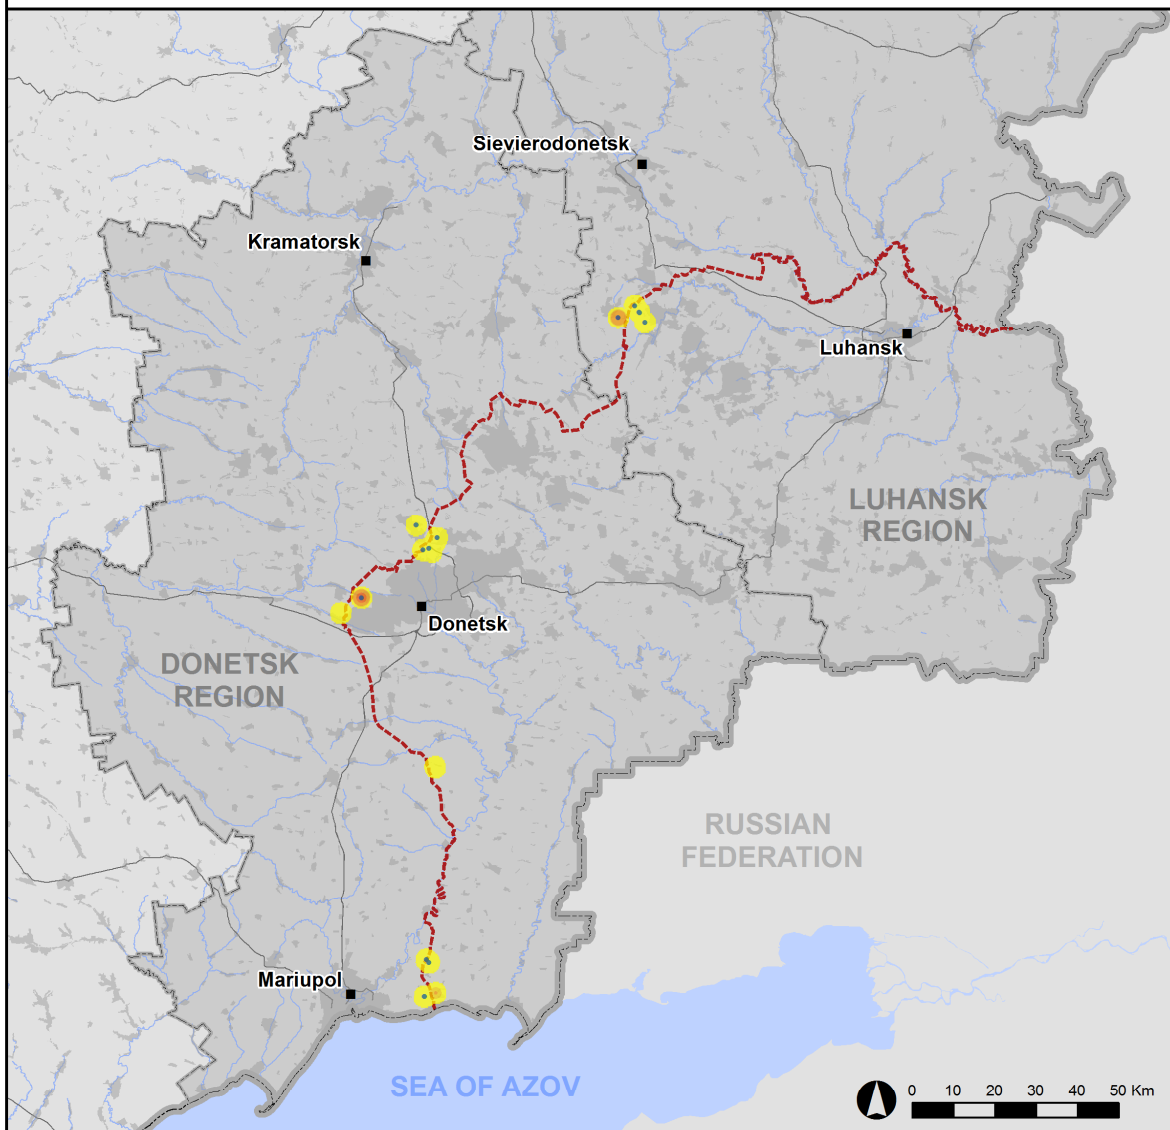 Sievierodonetsk
Kramatorsk
Luhansk
LUHANSK
REGION
Donetsk
DONETSK
REGION
RUSSIAN
FEDERATION
Mariupol
SEA OF AZOV
0 10 20 30 40 50 Km